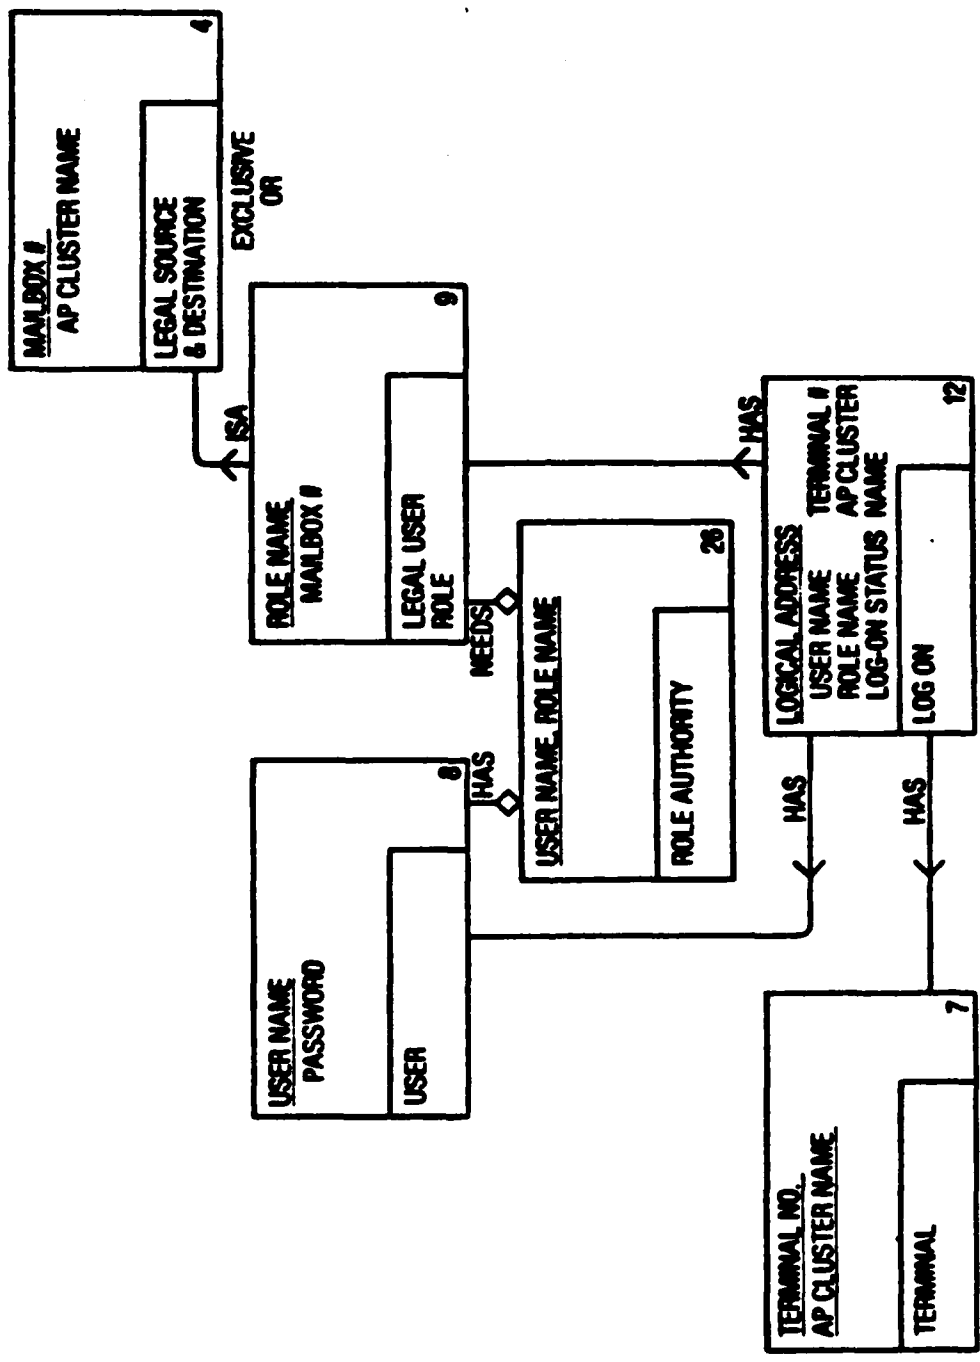 MAILBOX #
AP CLUSTER NAME
LEGAL SOURCE
& DESTINATION
4
EXCLUSIVE
OR
ISA
ROLE NAME
MAILBOX #
LEGAL USER
ROLE
9
USER NAME
PASSWORD
USER
8
HAS
NEEDS
USER NAME, ROLE NAME
ROLE AUTHORITY
26
HAS
LOGICAL ADDRESS
USER NAME TERMINAL #
ROLE NAME AP CLUSTER
LOG-ON STATUS NAME
LOG ON
12
HAS
HAS
TERMINAL NO.
AP CLUSTER NAME
TERMINAL
7